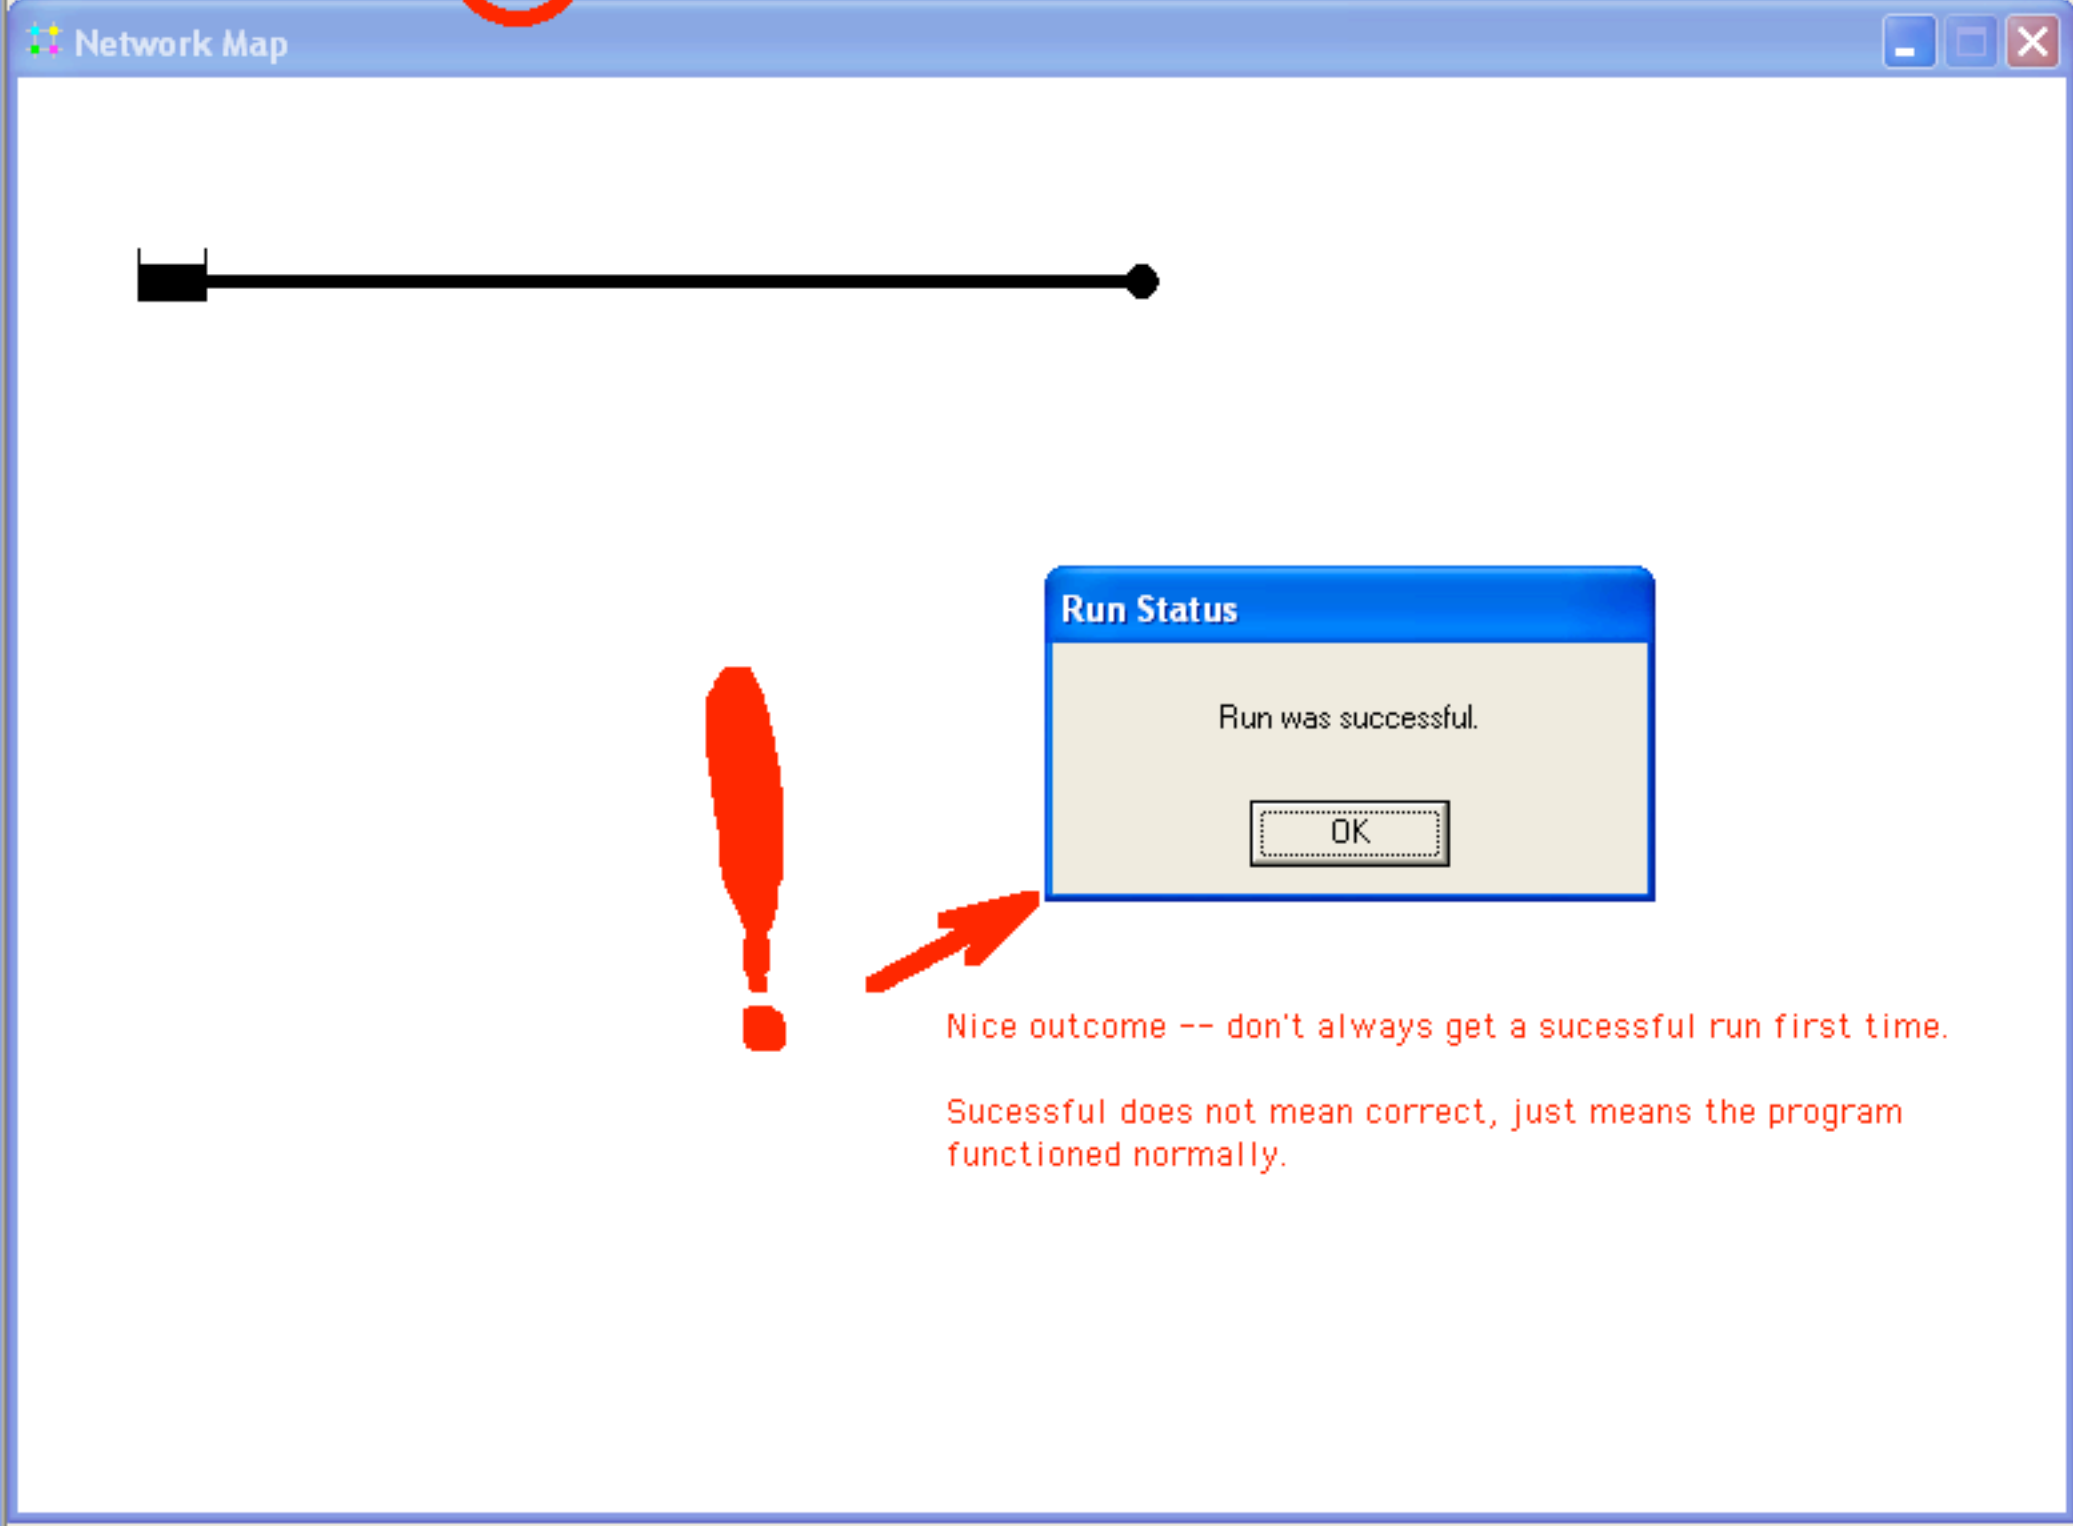 Network Map
Run Status
Run was successful.
OK
Nice outcome -- don't always get a sucessful run first time.
Sucessful does not mean correct, just means the program
functioned normally.